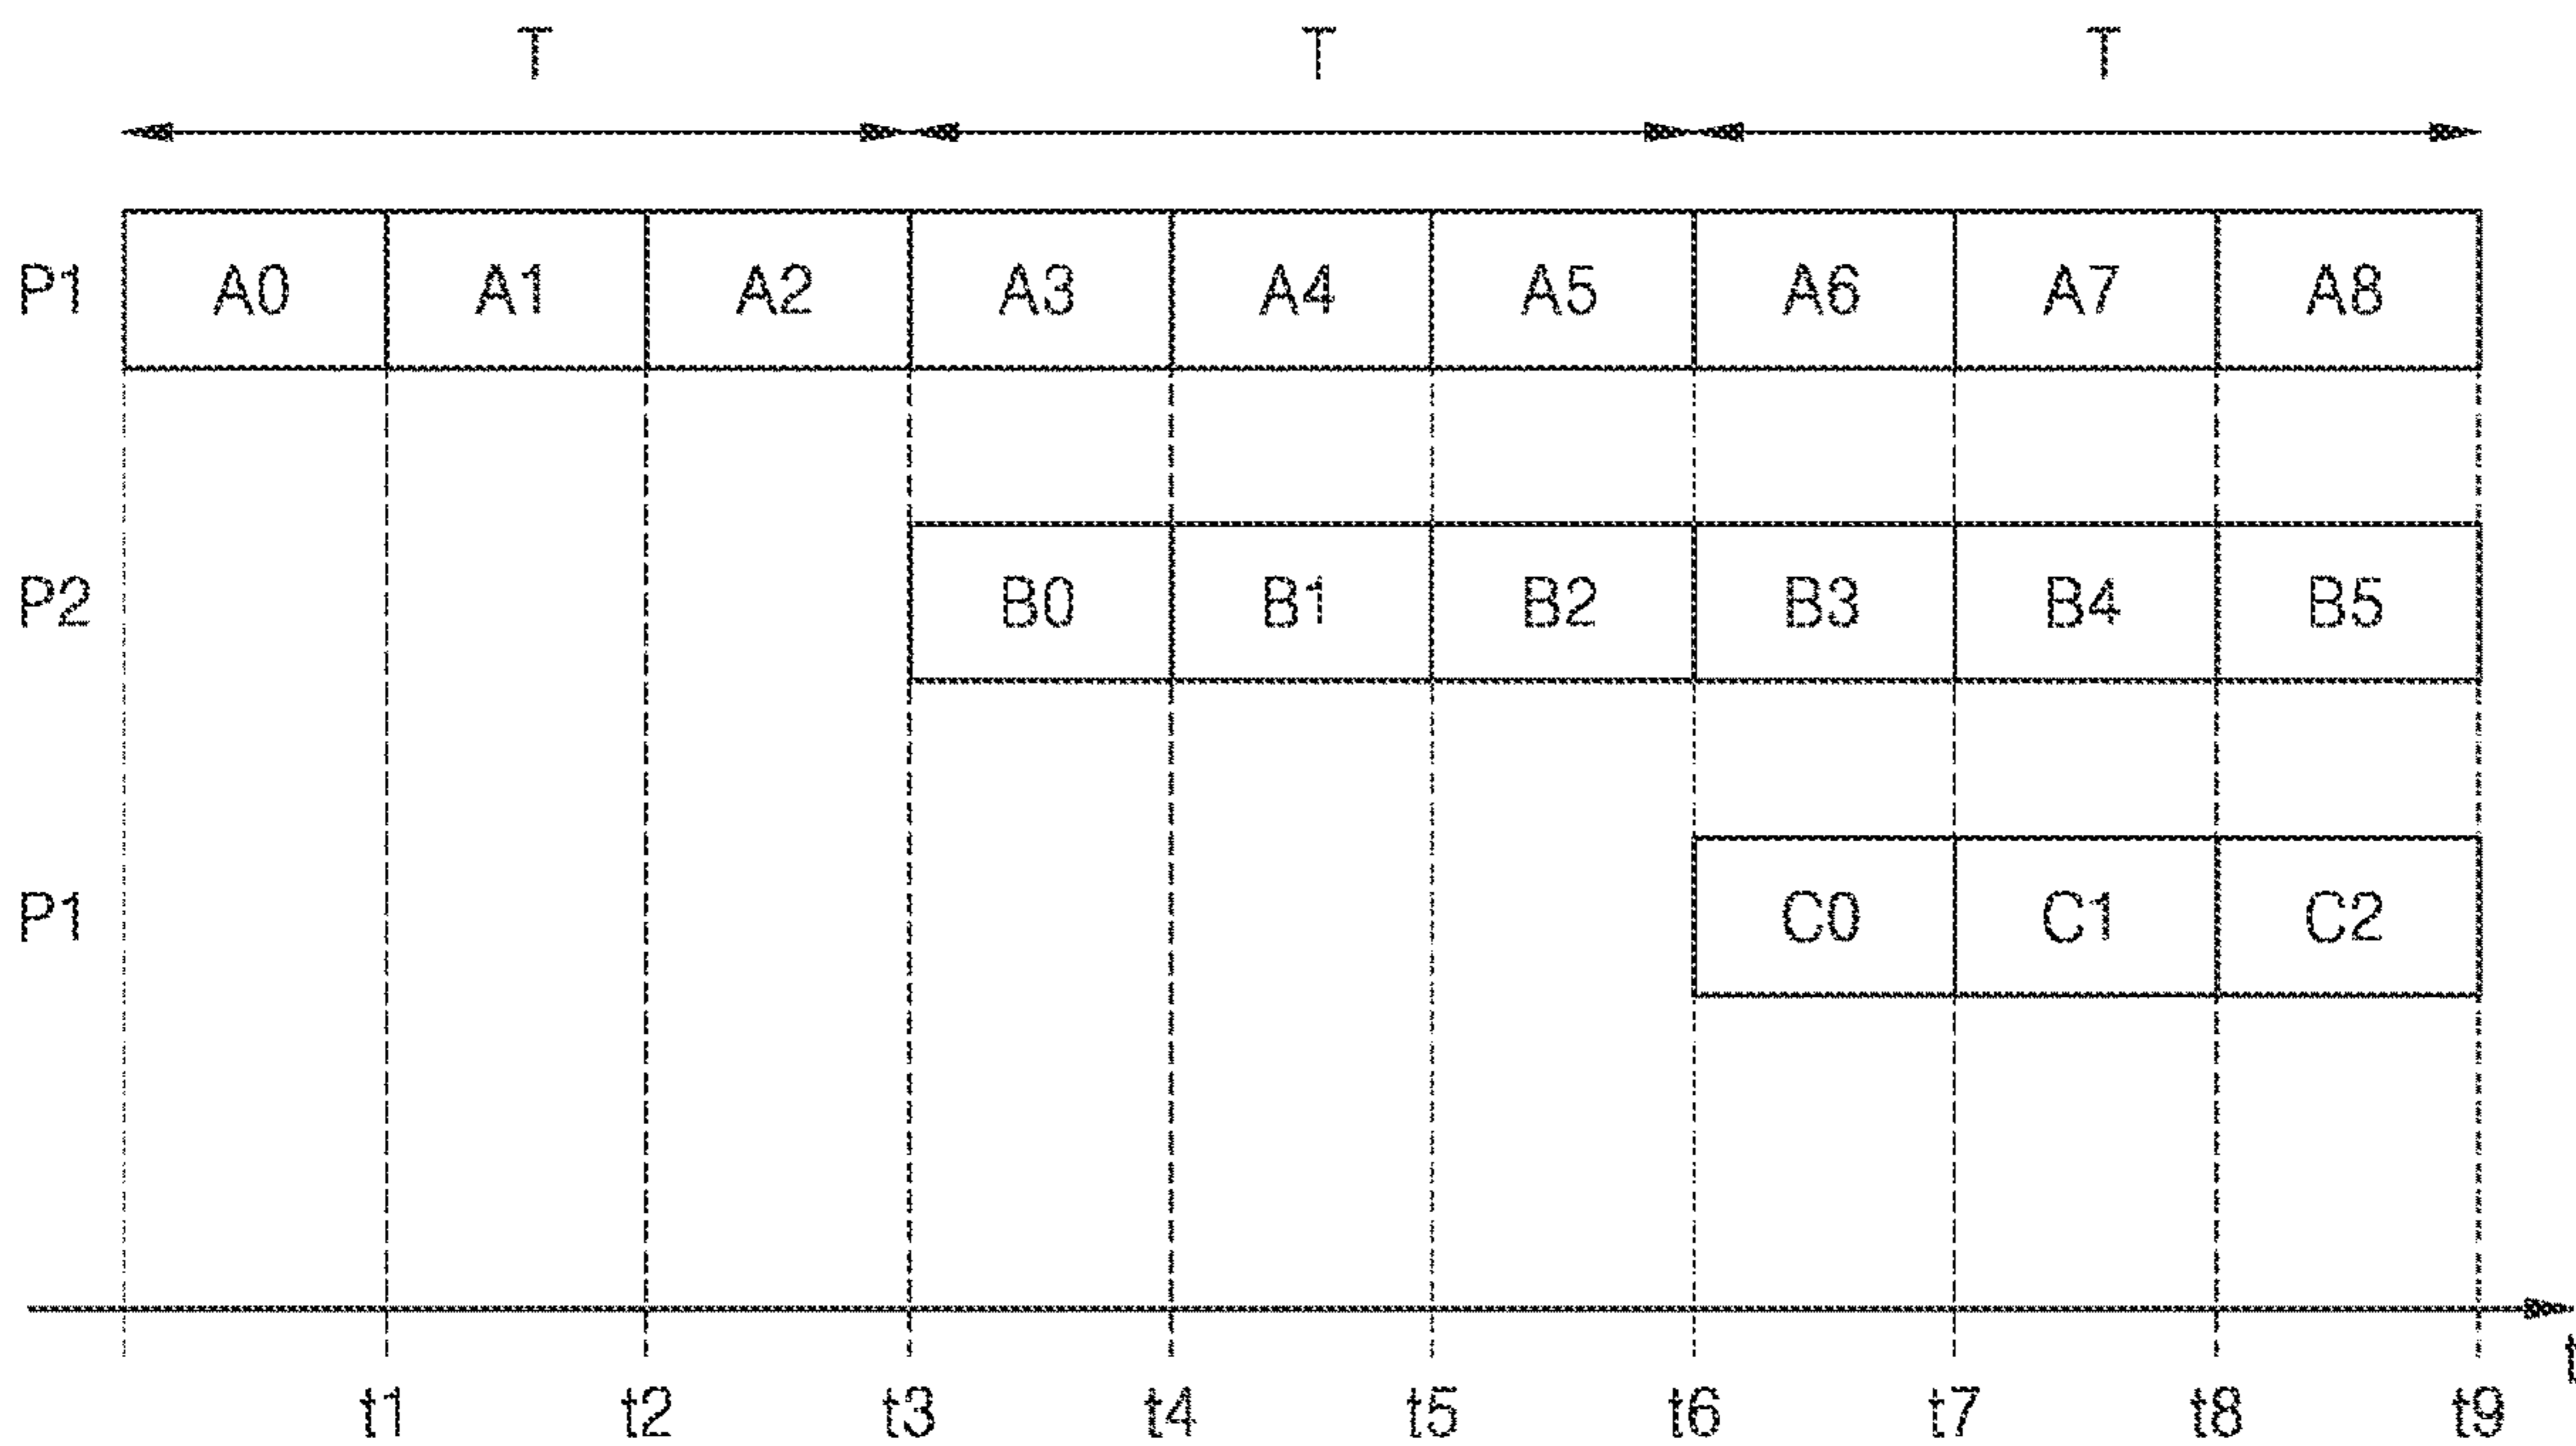 T T T
P1 A0 A1 A2 A3 A4 A5 A6 A7 A8
P2 B0 B1 B2 B3 B4 B5
P1 C0 C1 C2
t
t1 t2 t3 t4 t5 t6 t7 t8 t9